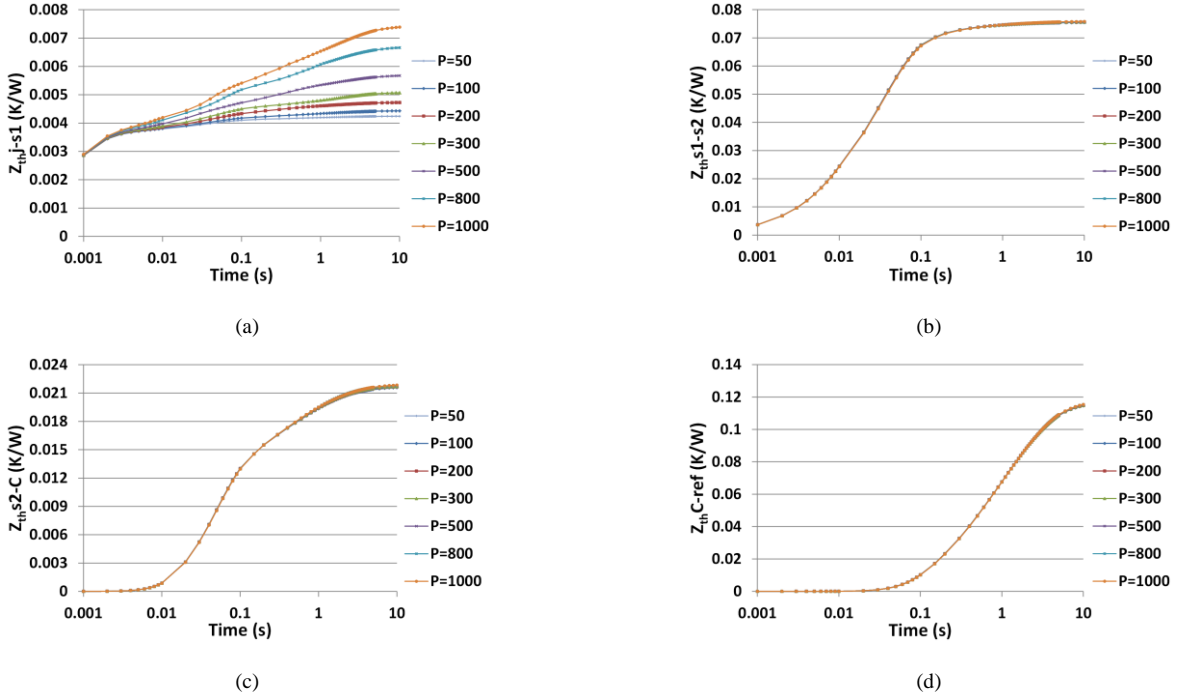 0.008
0.007
0.006
0.005
0.004
0.003
0.002
0.001
0
Zthj-s1 (K/W)
0.001 0.01 0.1 1 10
Time (s)
P=50
P=100
P=200
P=300
P=500
P=800
P=1000
(a)
0.08
0.07
0.06
0.05
0.04
0.03
0.02
0.01
0
Zths1-s2 (K/W)
0.001 0.01 0.1 1 10
Time (s)
P=50
P=100
P=200
P=300
P=500
P=800
P=1000
(b)
0.024
0.021
0.018
0.015
0.012
0.009
0.006
0.003
0
Zths2-C (K/W)
0.001 0.01 0.1 1 10
Time (s)
P=50
P=100
P=200
P=300
P=500
P=800
P=1000
(c)
0.14
0.12
0.1
0.08
0.06
0.04
0.02
0
ZthC-ref (K/W)
0.001 0.01 0.1 1 10
Time (s)
P=50
P=100
P=200
P=300
P=500
P=800
P=1000
(d)